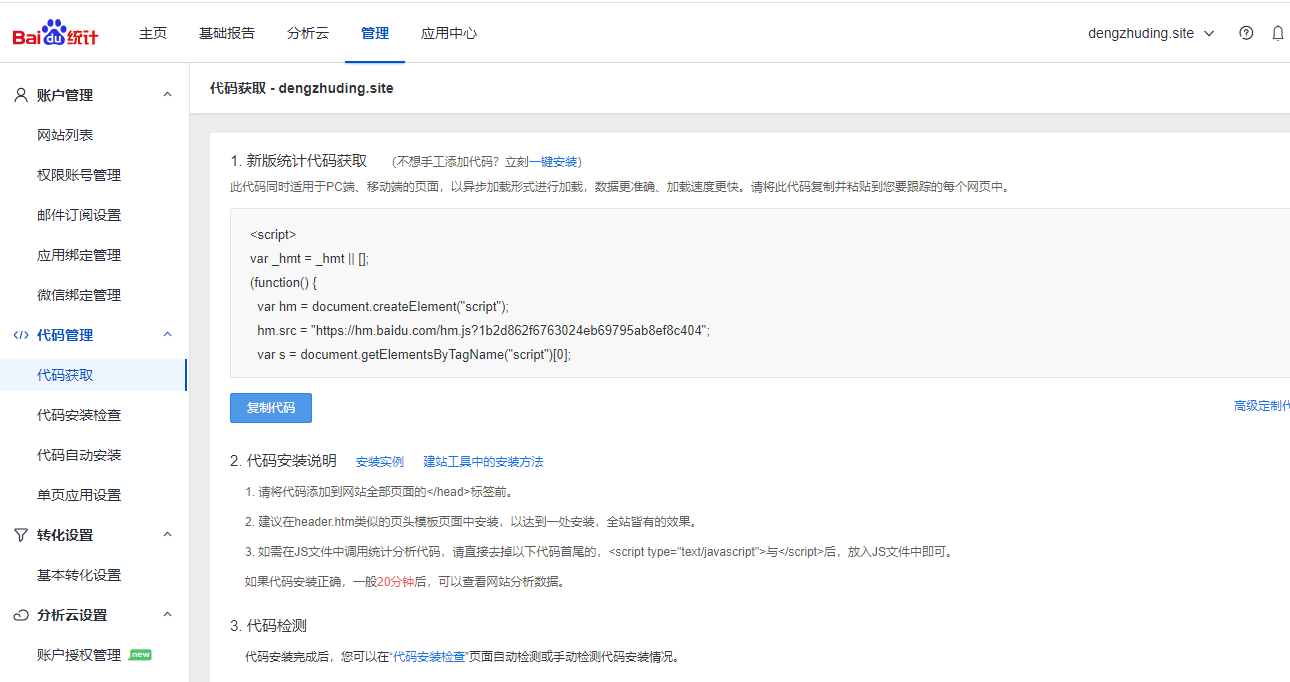 Bai du 统计
主页 基础报告 分析云 管理 应用中心 dengzhuding.site
账户管理
网站列表
权限账号管理
邮件订阅设置
应用绑定管理
微信绑定管理
代码管理
代码获取
代码安装检查
代码自动安装
单页应用设置
转化设置
基本转化设置
分析云设置
账户授权管理 new
代码获取 - dengzhuding.site
1. 新版统计代码获取 (不想手工添加代码？立刻一键安装)
此代码同时适用于PC端、移动端的页面，以异步加载形式进行加载，数据更准确、加载速度更快。请将此代码复制并粘贴到您要跟踪的每个网页中。
<script>
var _hmt = _hmt || [];
(function() {
var hm = document.createElement("script");
hm.src = "https://hm.baidu.com/hm.js?1b2d862f6763024eb69795ab8ef8c404";
var s = document.getElementsByTagName("script")[0];
复制代码
高级定制代
2. 代码安装说明 安装实例 建站工具中的安装方法
1. 请将代码添加到网站全部页面的</head>标签前。
2. 建议在header.htm类似的页头模板页面中安装，以达到一处安装，全站皆有的效果。
3. 如需在JS文件中调用统计分析代码，请直接去掉以下代码首尾的，<script type="text/javascript">与</script>后，放入JS文件中即可。
如果代码安装正确，一般20分钟后，可以查看网站分析数据。
3. 代码检测
代码安装完成后，您可以在“代码安装检查”页面自动检测或手动检测代码安装情况。